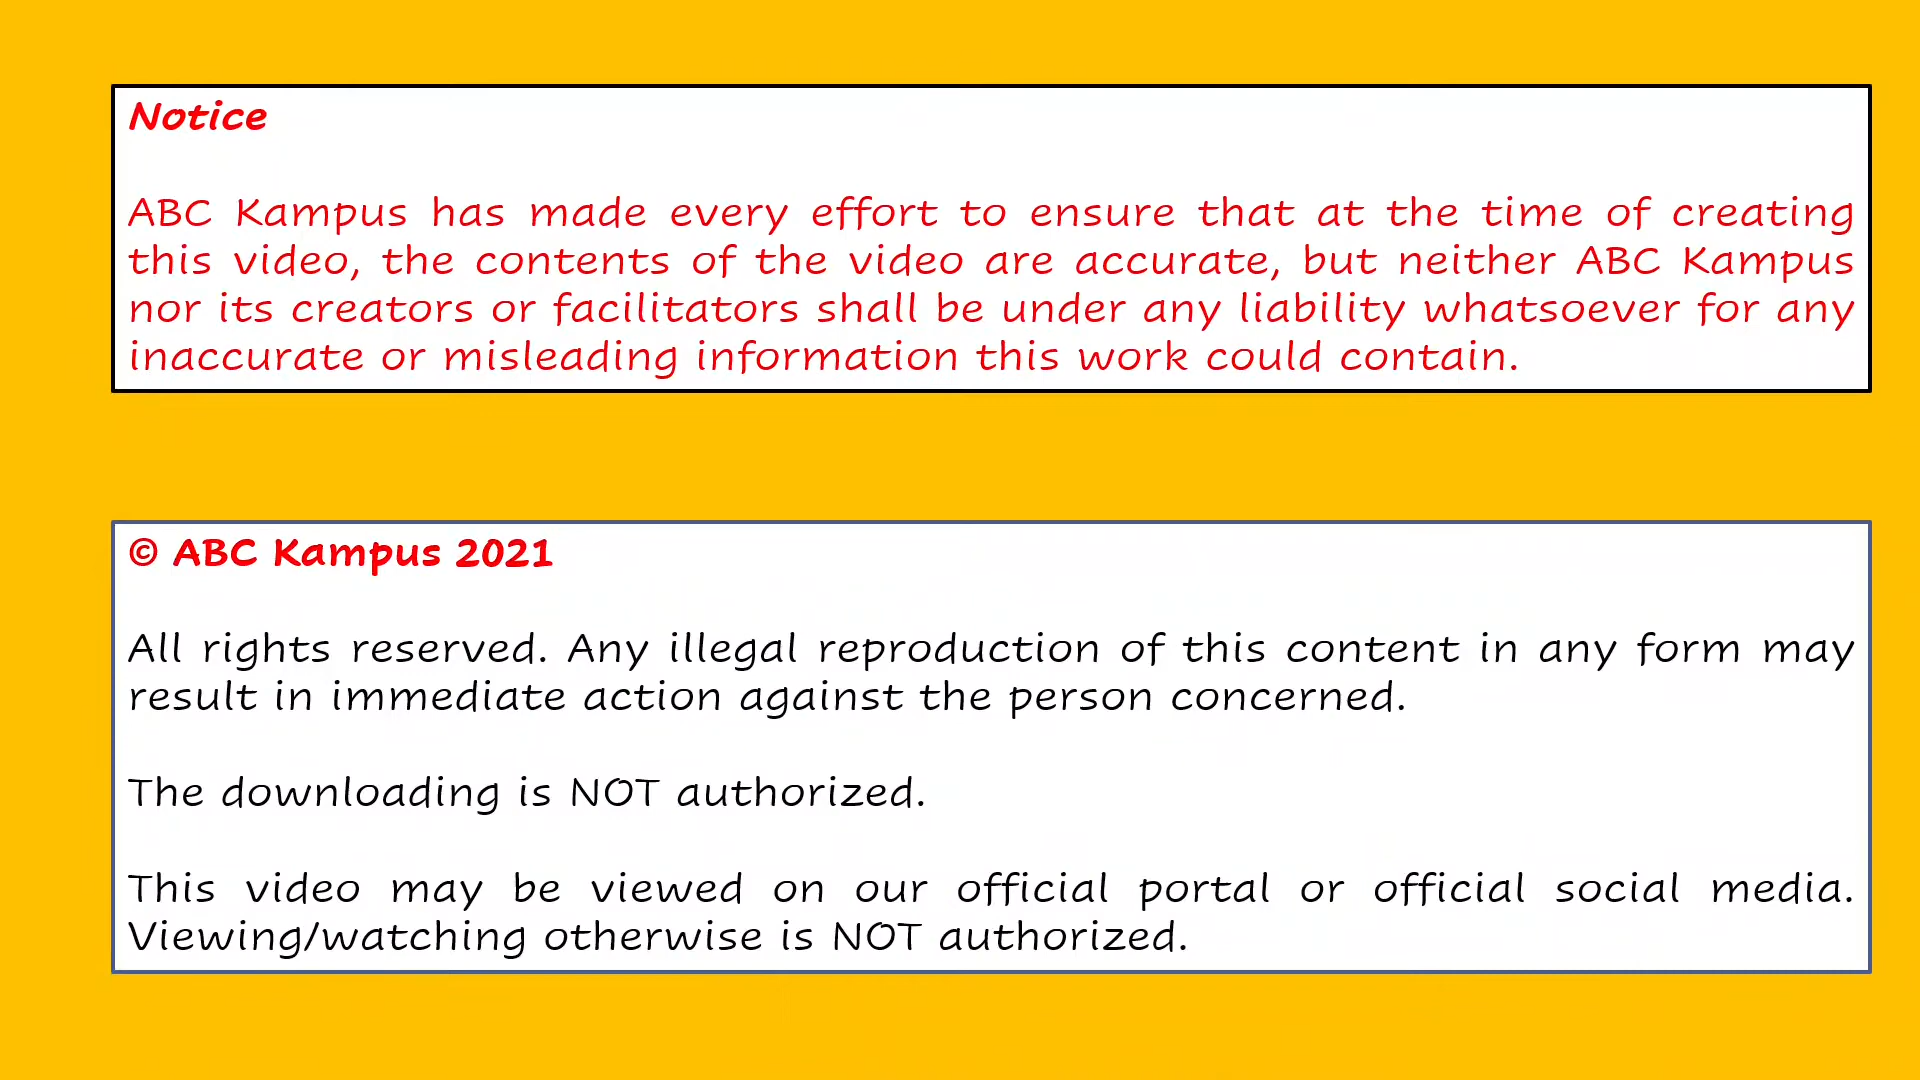 Notice
ABC Kampus has made every effort to ensure that at the time of creating
this video, the contents of the video are accurate, but neither ABC Kampus
nor its creators or facilitators shall be under any liability whatsoever for any
inaccurate or misleading information this work could contain.
© ABC Kampus 2021
All rights reserved. Any illegal reproduction of this content in any form may
result in immediate action against the person concerned.
The downloading is NOT authorized.
This video may be viewed on our official portal or official social media.
Viewing/watching otherwise is NOT authorized.